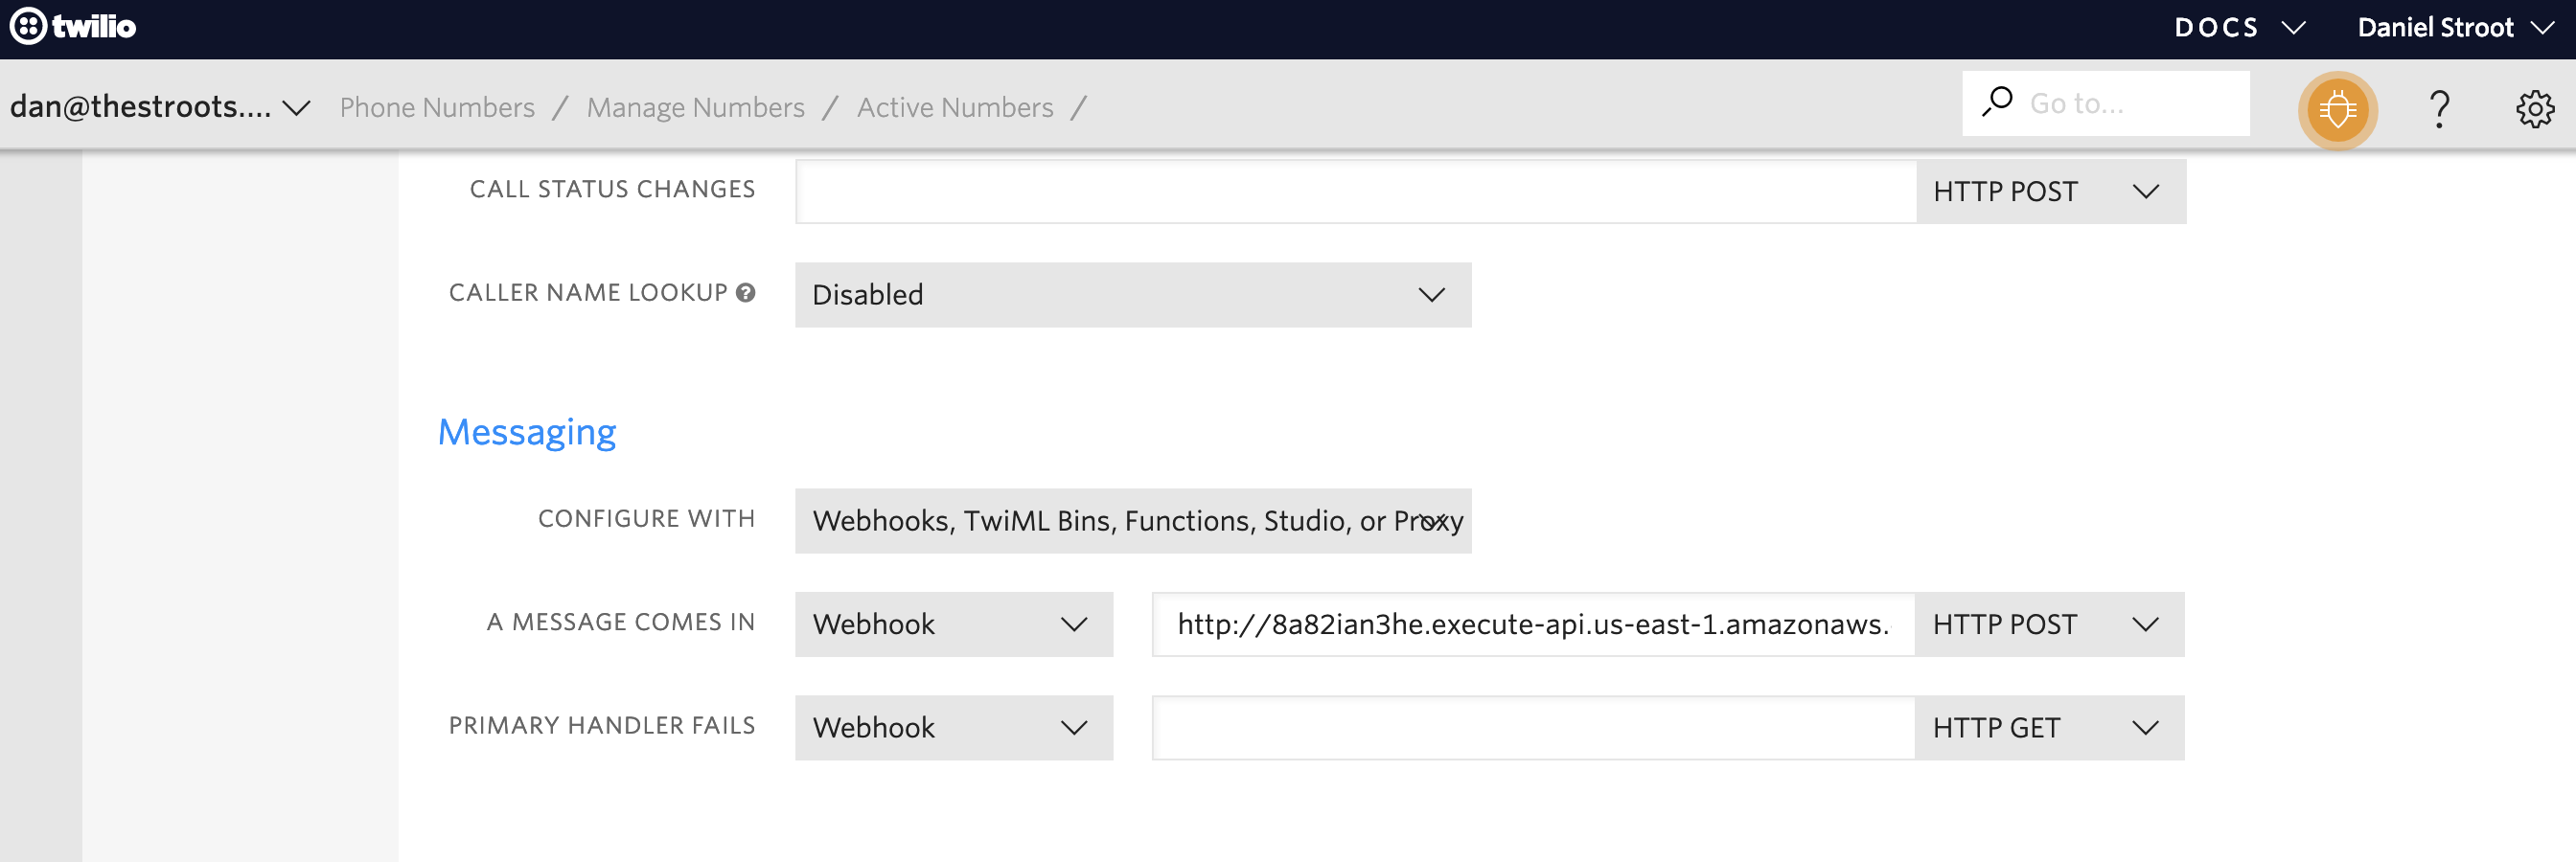 twilio
DOCS
Daniel Stroot
dan@thestroots.... Phone Numbers / Manage Numbers / Active Numbers /
Go to...
?
CALL STATUS CHANGES
HTTP POST
CALLER NAME LOOKUP ?
Disabled
Messaging
CONFIGURE WITH
Webhooks, TwiML Bins, Functions, Studio, or Proxy
A MESSAGE COMES IN
Webhook
http://8a82ian3he.execute-api.us-east-1.amazonaws.
HTTP POST
PRIMARY HANDLER FAILS
Webhook
HTTP GET